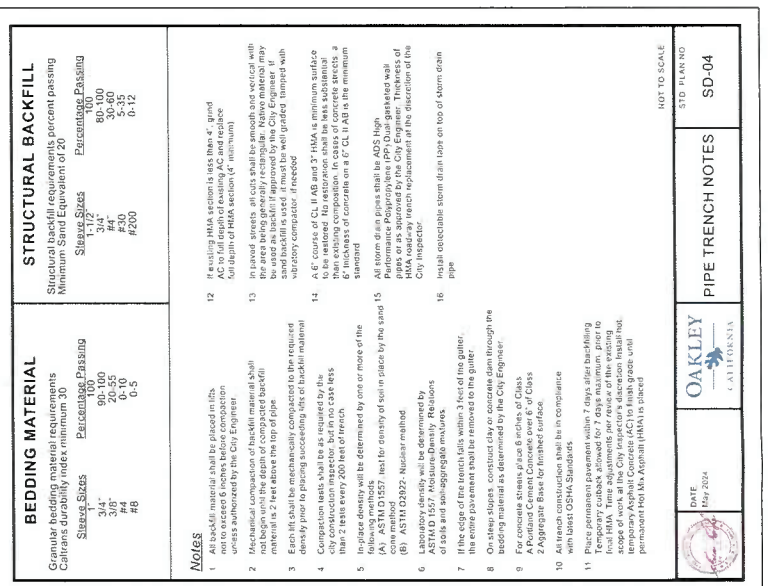 BEDDING MATERIAL
Granular bedding material requirements
Caltrans durability index minimum 30
Sleeve Sizes Percentage Passing
1" 100
3/4" 90-100
3/8" 20-55
#4 0-10
#8 0-5
STRUCTURAL BACKFILL
Structural backfill requirements percent passing
Minimum Sand Equivalent of 20
Sleeve Sizes Percentage Passing
1-1/2" 100
3/4" 80-100
#4 30-60
#30 5-35
#200 0-12
Notes
1 All backfill material shall be placed in lifts
not to exceed 6 inches before compaction
unless authorized by the City Engineer
2 Mechanical compaction of backfill material shall
not begin until the depth of compacted backfill
material is 2 feet above the top of pipe
3 Each lift shall be mechanically compacted to the required
density prior to placing succeeding lifts of backfill material
4 Compaction tests shall be as required by the
city construction inspector, but in no case less
than 2 tests every 200 feet of trench
5 In-place density will be determined by one or more of the
following methods
(A) ASTM D1557, test for density of soil in place by the sand
cone method
(B) ASTM D2922- Nuclear method
6 Laboratory density will be determined by
ASTM D 1557, Moisture-Density Relations
of soils and soil-aggregate mixtures.
7 If the edge of the trench falls within 3 feet of the gutter,
the entire pavement shall be removed to the gutter
8 On steep slopes, construct clay or concrete dam through the
bedding material as determined by the City Engineer.
9 For concrete streets place 6 inches of Class
A Portland Cement Concrete over 6" of Class
2 Aggregate Base for finished surface.
10 All trench construction shall be in compliance
with latest OSHA Standards
11 Place permanent pavement within 7 days after backfilling
Temporary cutback allowed for 7 days maximum, prior to
final HMA. Time adjustments per review of the existing
scope of work at the City Inspector's discretion Install hot
temporary Asphalt Concrete (AC) to finish grade until
permanent Hot Mix Asphalt (HMA) is placed
12 If existing HMA section is less than 4", grind
AC to full depth of existing AC and replace
full depth of HMA section (4" minimum)
13 In paved streets all cuts shall be smooth and vertical with
the area being generally rectangular. Native material may
be used as backfill if approved by the City Engineer If
sand backfill is used it must be well graded tamped with
vibratory compactor, if needed
14 A 6" course of CL II AB and 3" HMA is minimum surface
to be restored No restoration shall be less substantial
than existing composition. In cases of concrete streets a
6" thickness of concrete on a 6" CL II AB is the minimum
standard
15 All storm drain pipes shall be ADS High
Performance Polypropylene (PP) Dual-gasketed wall
pipes or as approved by the City Engineer. Thickness of
HMA roadway trench replacement at the discretion of the
City Inspector.
16 Install detectable storm drain tape on top of storm drain
pipe
NOT TO SCALE
DATE
May 2024
OAKLEY
CALIFORNIA
PIPE TRENCH NOTES
STD PLAN NO
SD-04